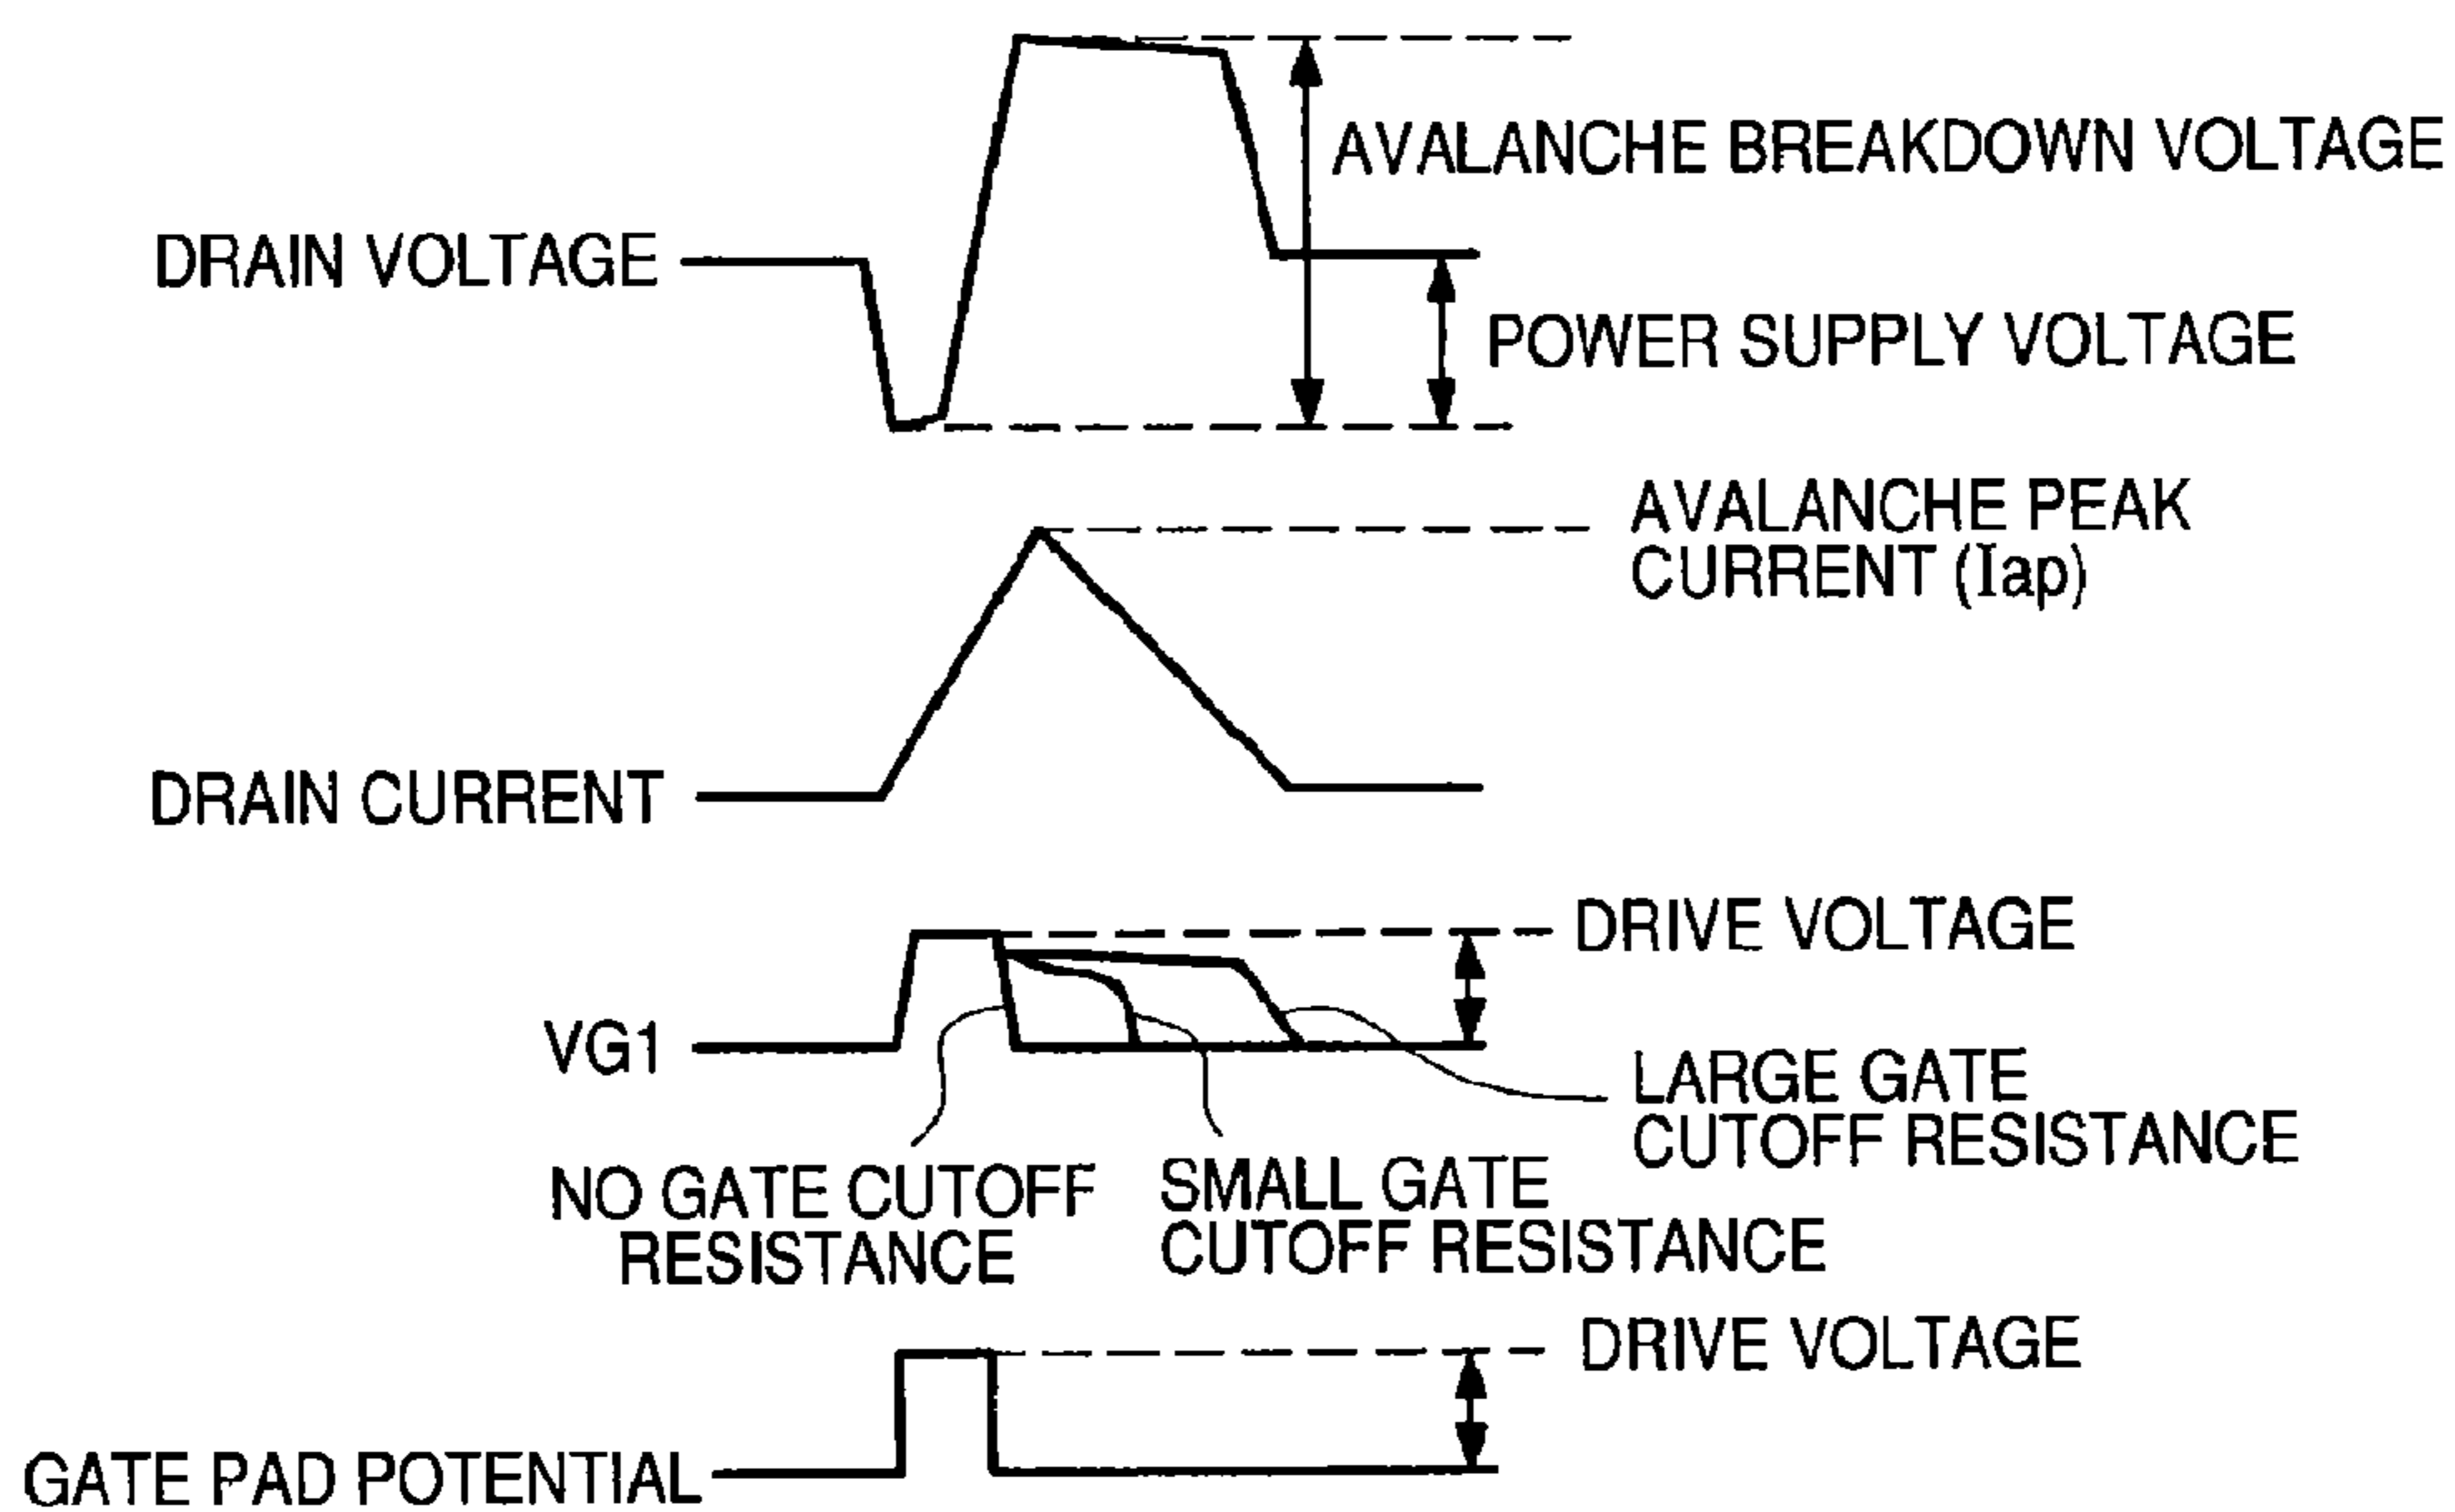 AVALANCHE BREAKDOWN VOLTAGE
DRAIN VOLTAGE
POWER SUPPLY VOLTAGE
AVALANCHE PEAK
CURRENT (Iap)
DRAIN CURRENT
DRIVE VOLTAGE
VG1
LARGE GATE
CUTOFF RESISTANCE
NO GATE CUTOFF
RESISTANCE
SMALL GATE
CUTOFF RESISTANCE
DRIVE VOLTAGE
GATE PAD POTENTIAL